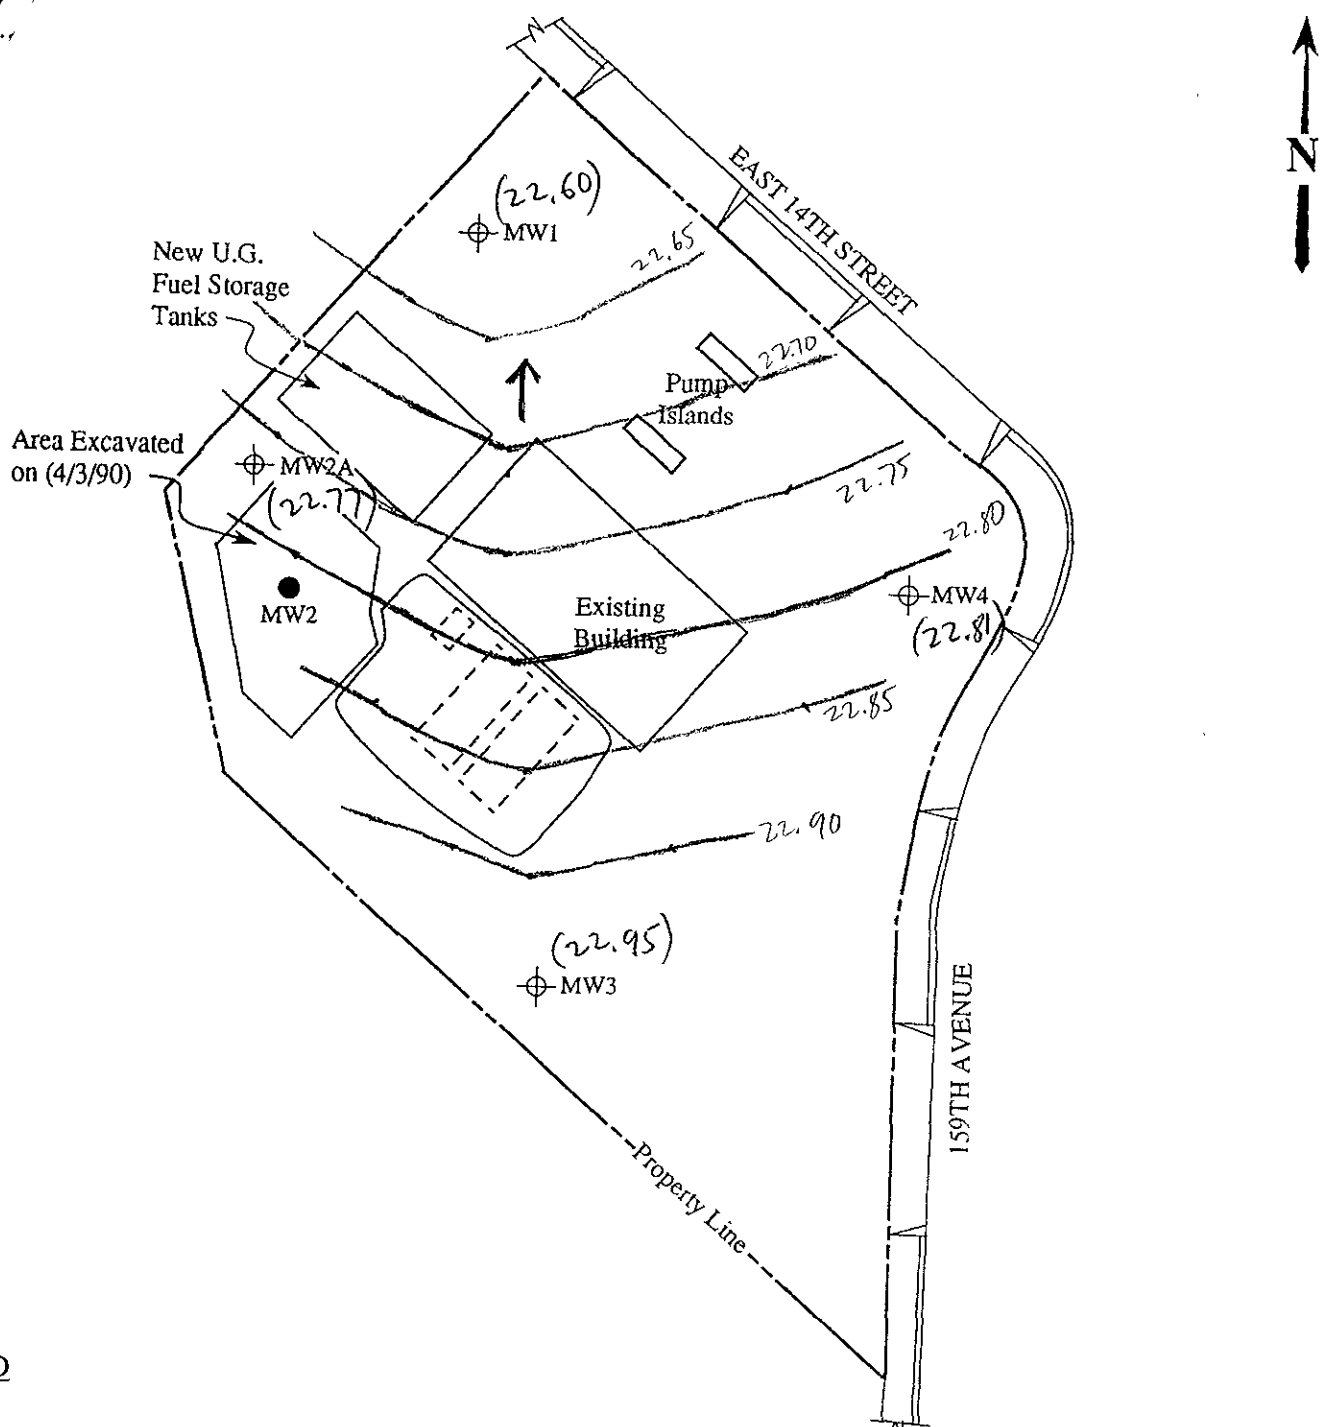 N
EAST 14TH STREET
(22.60)
MW1
22.65
New U.G.
Fuel Storage
Tanks
22.70
Pump
Islands
Area Excavated
on (4/3/90)
MW2A
(22.77)
22.75
22.80
MW2
Existing
Building
MW4
(22.81)
22.85
22.90
(22.95)
MW3
159TH AVENUE
Property Line